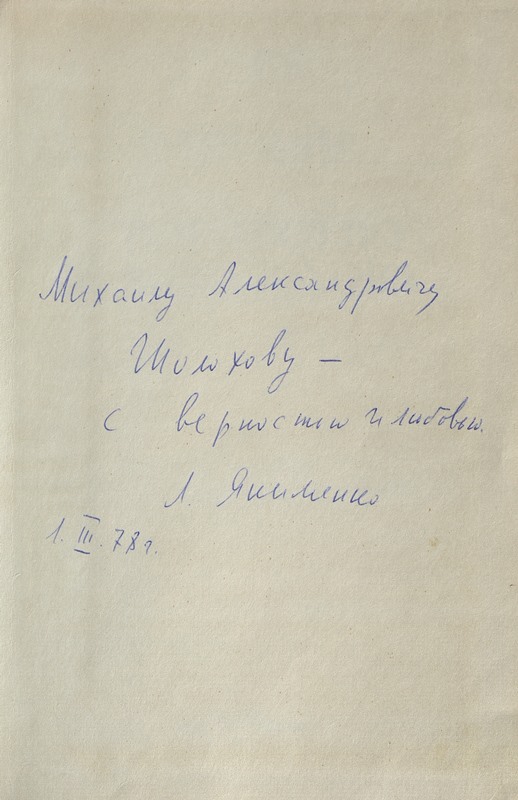 Михаилу Александровичу
Шолохову —
с верностью и любовью.
Л. Якименко
1. III. 78 г.